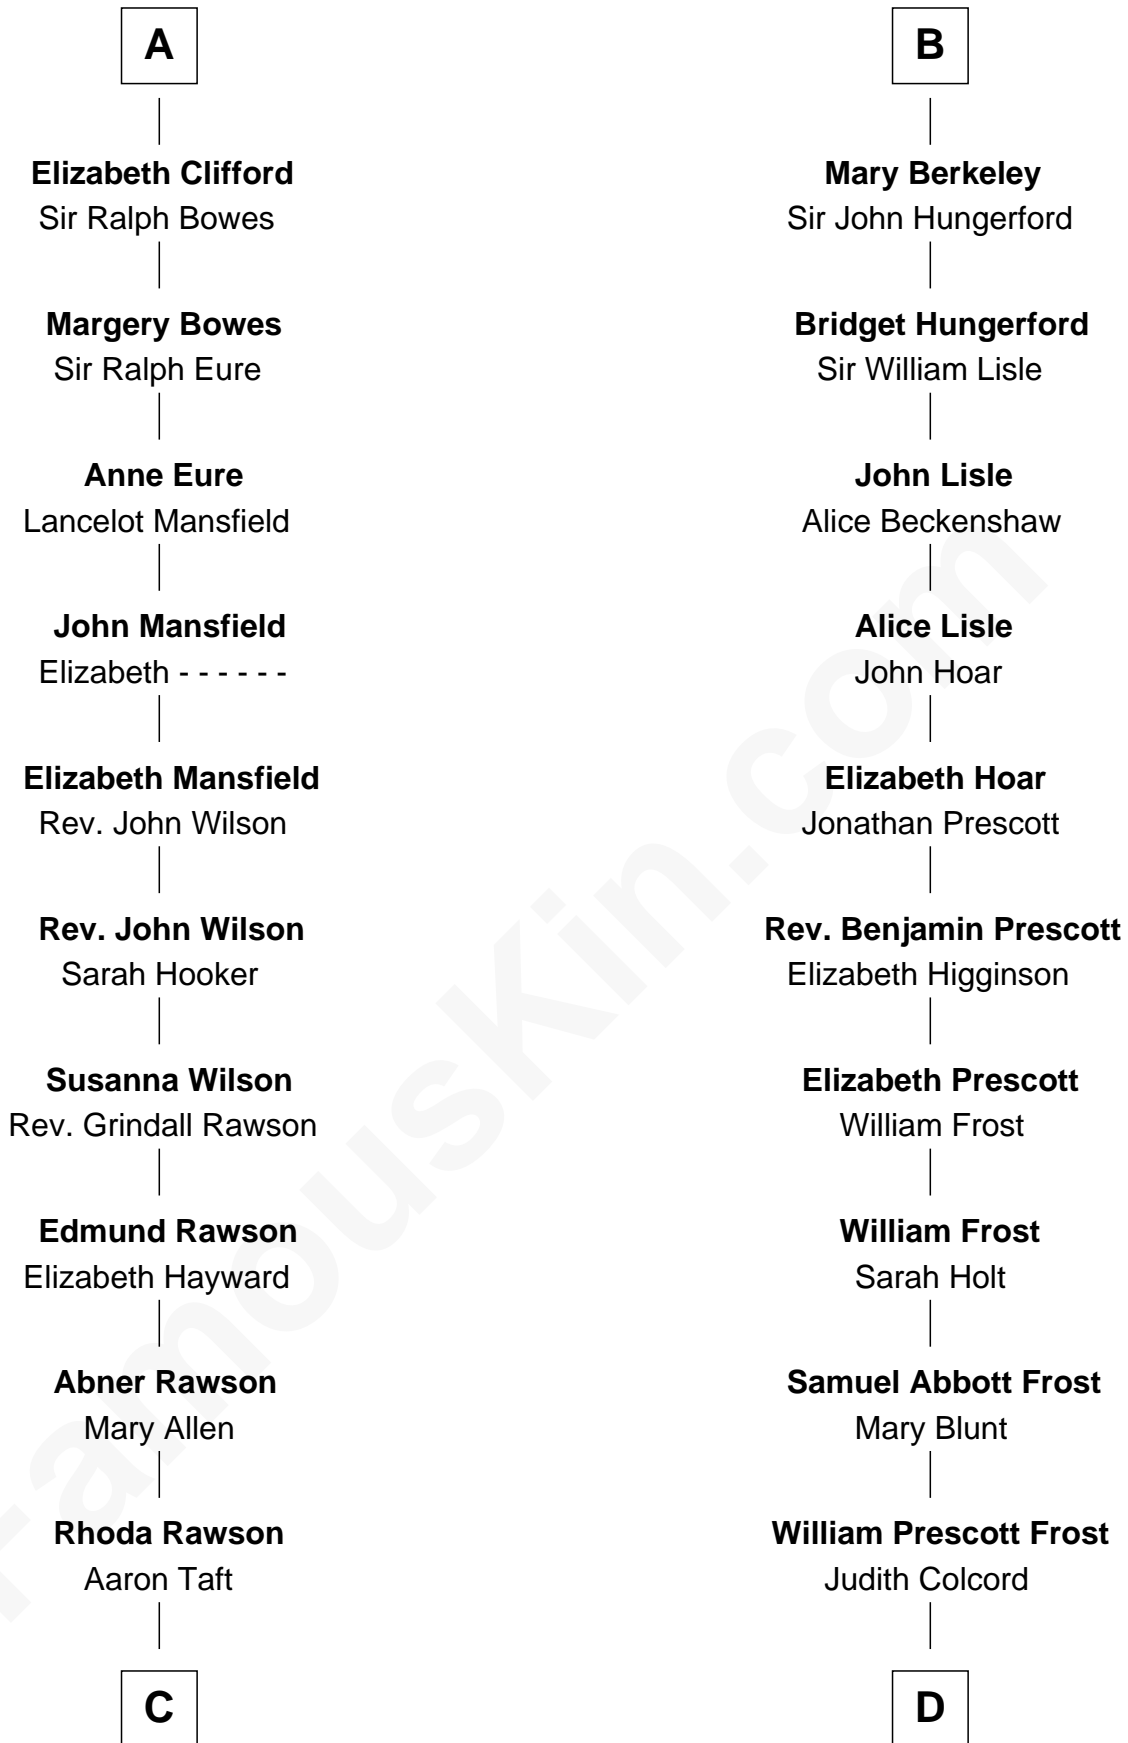 A
Elizabeth Clifford
Sir Ralph Bowes
Margery Bowes
Sir Ralph Eure
Anne Eure
Lancelot Mansfield
John Mansfield
Elizabeth - - - - - -
Elizabeth Mansfield
Rev. John Wilson
Rev. John Wilson
Sarah Hooker
Susanna Wilson
Rev. Grindall Rawson
Edmund Rawson
Elizabeth Hayward
Abner Rawson
Mary Allen
Rhoda Rawson
Aaron Taft
C
B
Mary Berkeley
Sir John Hungerford
Bridget Hungerford
Sir William Lisle
John Lisle
Alice Beckenshaw
Alice Lisle
John Hoar
Elizabeth Hoar
Jonathan Prescott
Rev. Benjamin Prescott
Elizabeth Higginson
Elizabeth Prescott
William Frost
William Frost
Sarah Holt
Samuel Abbott Frost
Mary Blunt
William Prescott Frost
Judith Colcord
D
FamousKin.com